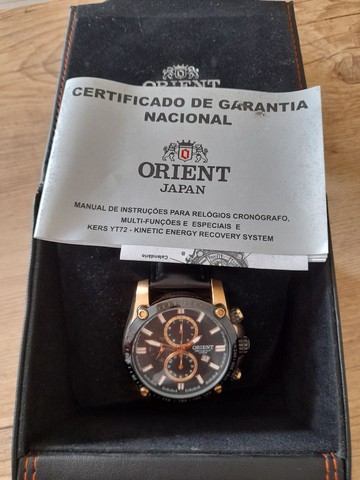 ORIENT
CERTIFICADO DE GARANTIA
NACIONAL
ORIENT
JAPAN
MANUAL DE INSTRUÇÕES PARA RELÓGIOS CRONÓGRAFO,
MULTI-FUNÇÕES E ESPECIAIS E
KERS YT72 - KINETIC ENERGY RECOVERY SYSTEM
Calendário
ORIENT